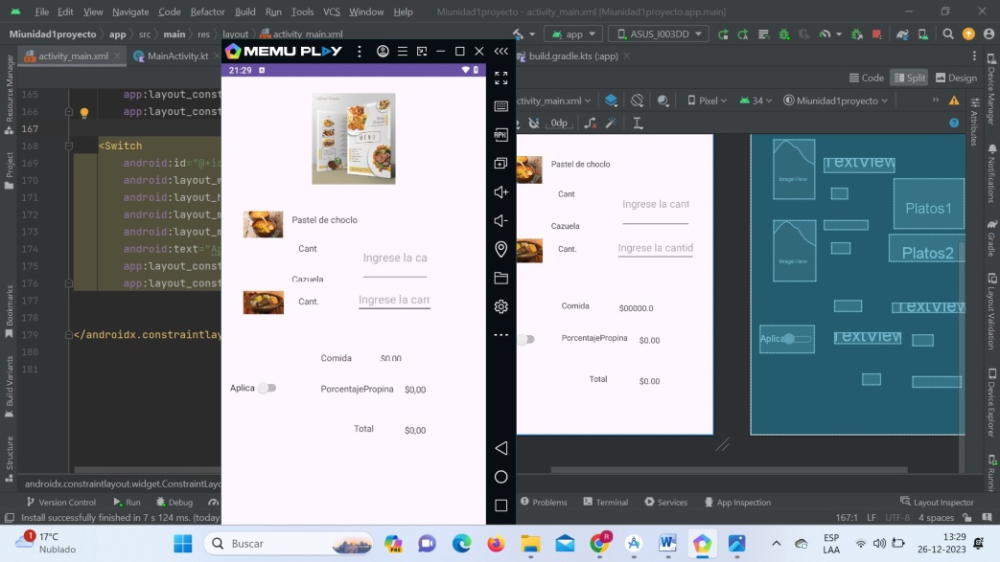 File Edit View Navigate Code Refactor Build Run Tools VCS Window Help Miunidad1proyecto - activity_main.xml [Miunidad1proyecto.app.main]
Miunidad1proyecto app src main res layout activity_main.xml
app ASUS_I003DD
activity_main.xml MainActivity.kt
build.gradle.kts (:app)
Code Split Design
MEMU PLAY
21:29
MENU
Pastel de choclo
Cant
Ingrese la ca
Cazuela
Cant.
Ingrese la can
Comida $0.00
Aplica
PorcentajePropina $0,00
Total $0,00
APK
165 app:layout_const
166 app:layout_const
167
168 <Switch
169 android:id="@+id
170 android:layout_w
171 android:layout_h
172 android:layout_m
173 android:layout_m
174 android:text="Ap
175 app:layout_const
176 app:layout_const
177
178
179 </androidx.constraintlay
180
181
androidx.constraintlayout.widget.ConstraintLayo
ctivity_main.xml Pixel 34 Miunidad1proyecto
0dp
Pastel de choclo
Cant
Ingrese la cant
Cazuela
Cant.
Ingrese la cantid
Comida $00000.0
PorcentajePropina $0.00
Total $0.00
ImageView
TextView
Platos1
ImageView
Platos2
TextView
Aplica
TextView
Resource Manager
Project
Bookmarks
Build Variants
Structure
Device Manager
Attributes
Notifications
Gradle
Layout Validation
Device Explorer
Runnin
Version Control Run Debug
Problems Terminal Services App Inspection Layout Inspector
Install successfully finished in 7 s 124 ms. (today
167:1 LF UTF-8 4 spaces
1
17°C
Nublado
Buscar
PRE
R
W
ESP
LAA
13:29
26-12-2023